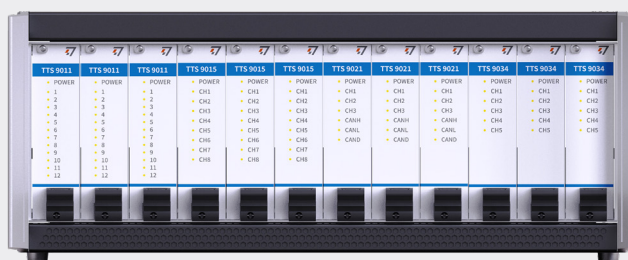 TTS 9011
POWER
1
2
3
4
5
6
7
8
9
10
11
12
TTS 9011
POWER
1
2
3
4
5
6
7
8
9
10
11
12
TTS 9011
POWER
1
2
3
4
5
6
7
8
9
10
11
12
TTS 9015
POWER
CH1
CH2
CH3
CH4
CH5
CH6
CH7
CH8
TTS 9015
POWER
CH1
CH2
CH3
CH4
CH5
CH6
CH7
CH8
TTS 9015
POWER
CH1
CH2
CH3
CH4
CH5
CH6
CH7
CH8
TTS 9021
POWER
CH1
CH2
CH3
CANH
CANL
CAND
TTS 9021
POWER
CH1
CH2
CH3
CANH
CANL
CAND
TTS 9021
POWER
CH1
CH2
CH3
CANH
CANL
CAND
TTS 9034
POWER
CH1
CH2
CH3
CH4
CH5
TTS 9034
POWER
CH1
CH2
CH3
CH4
CH5
TTS 9034
POWER
CH1
CH2
CH3
CH4
CH5